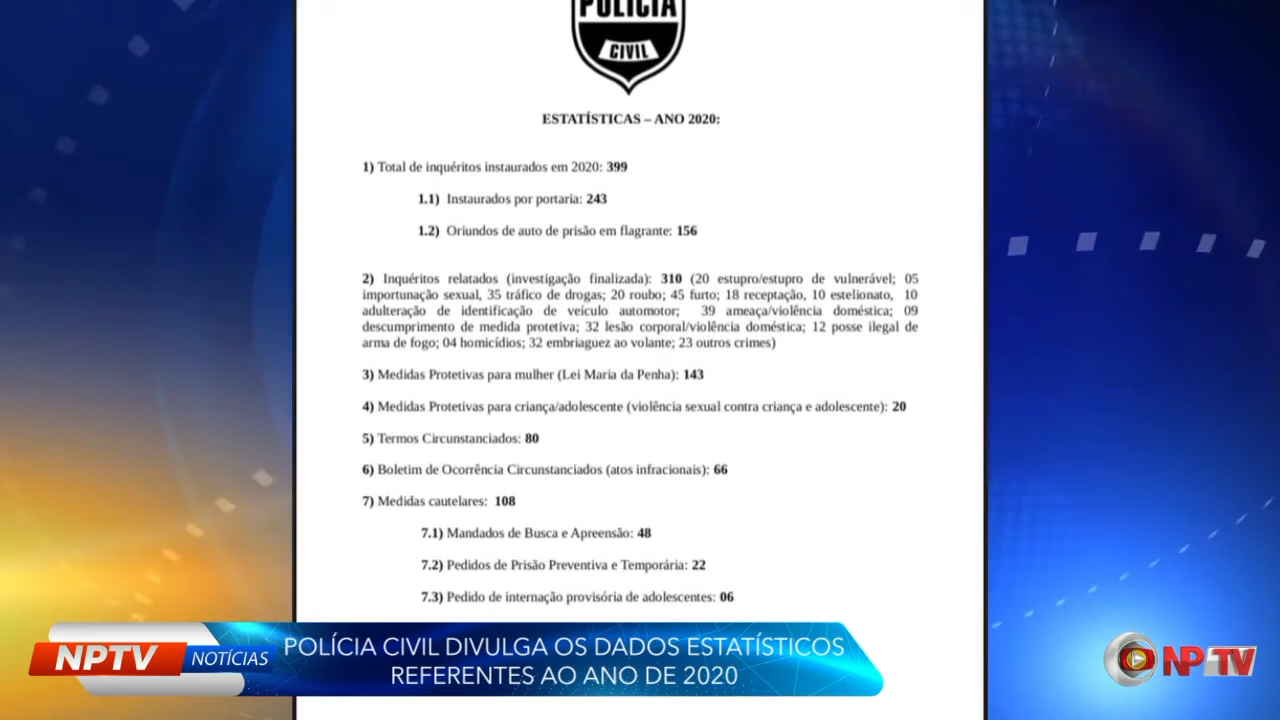 POLÍCIA
CIVIL
ESTATÍSTICAS – ANO 2020:
1) Total de inquéritos instaurados em 2020: 399
1.1) Instaurados por portaria: 243
1.2) Oriundos de auto de prisão em flagrante: 156
2) Inquéritos relatados (investigação finalizada): 310 (20 estupro/estupro de vulnerável; 05
importunação sexual, 35 tráfico de drogas; 20 roubo; 45 furto; 18 receptação, 10 estelionato, 10
adulteração de identificação de veículo automotor; 39 ameaça/violência doméstica; 09
descumprimento de medida protetiva; 32 lesão corporal/violência doméstica; 12 posse ilegal de
arma de fogo; 04 homicídios; 32 embriaguez ao volante; 23 outros crimes)
3) Medidas Protetivas para mulher (Lei Maria da Penha): 143
4) Medidas Protetivas para criança/adolescente (violência sexual contra criança e adolescente): 20
5) Termos Circunstanciados: 80
6) Boletim de Ocorrência Circunstanciados (atos infracionais): 66
7) Medidas cautelares: 108
7.1) Mandados de Busca e Apreensão: 48
7.2) Pedidos de Prisão Preventiva e Temporária: 22
7.3) Pedido de internação provisória de adolescentes: 06
NPTV NOTÍCIAS
POLÍCIA CIVIL DIVULGA OS DADOS ESTATÍSTICOS
REFERENTES AO ANO DE 2020
NPTV